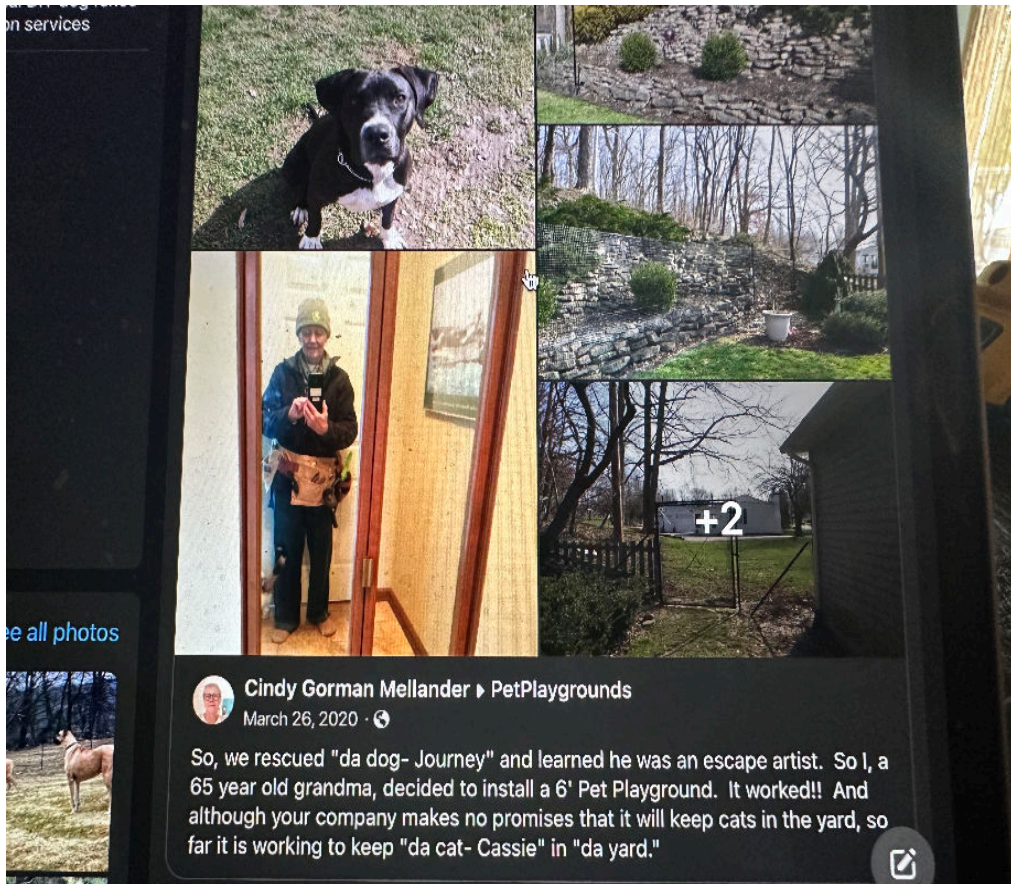 on services
+2
ee all photos
Cindy Gorman Mellander ▸ PetPlaygrounds
March 26, 2020 ·
So, we rescued "da dog- Journey" and learned he was an escape artist.  So I, a
65 year old grandma, decided to install a 6' Pet Playground.  It worked!!  And
although your company makes no promises that it will keep cats in the yard, so
far it is working to keep "da cat- Cassie" in "da yard."